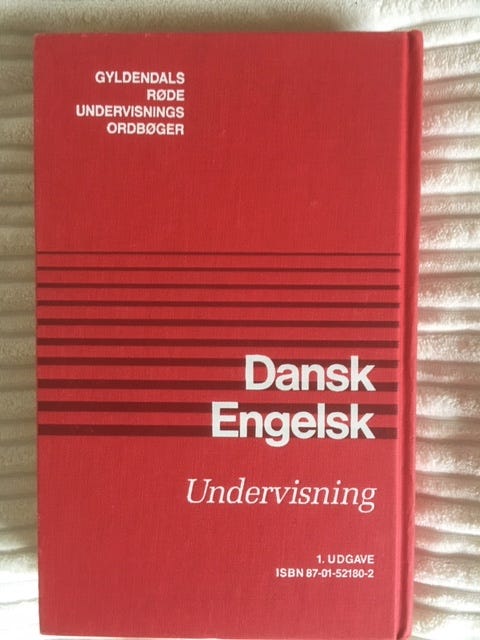 GYLDENDALS
RØDE
UNDERVISNINGS
ORDBØGER
Dansk
Engelsk
Undervisning
1. UDGAVE
ISBN 87-01-52180-2